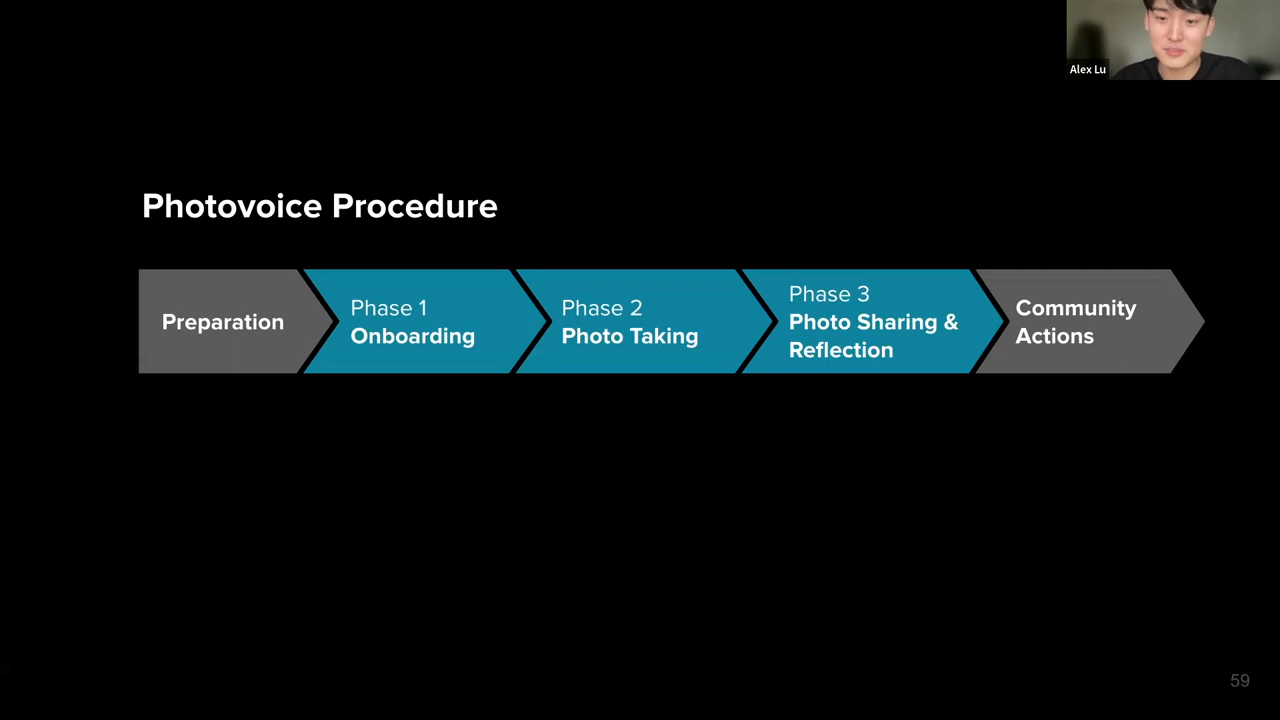 Alex Lu
Photovoice Procedure
Preparation
Phase 1
Onboarding
Phase 2
Photo Taking
Phase 3
Photo Sharing &
Reflection
Community
Actions
59